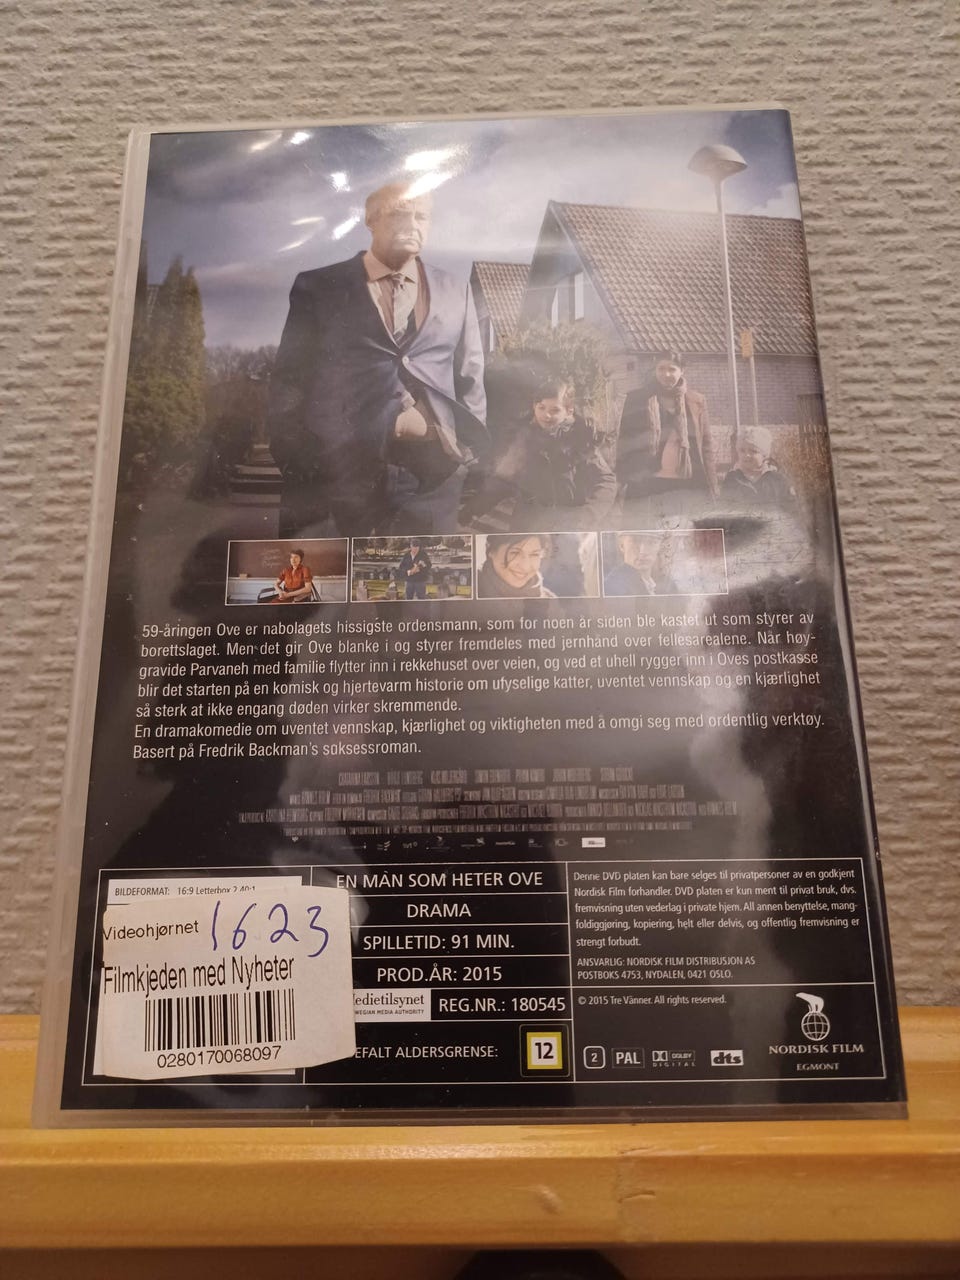 59-åringen Ove er nabolagets hissigste ordensmann, som for noen år siden ble kastet ut som styrer av
borettslaget. Men det gir Ove blanke i og styrer fremdeles med jernhånd over fellesarealene. Når høy-
gravide Parvaneh med familie flytter inn i rekkehuset over veien, og ved et uhell rygger inn i Oves postkasse
blir det starten på en komisk og hjertevarm historie om ufyselige katter, uventet vennskap og en kjærlighet
så sterk at ikke engang døden virker skremmende.
En dramakomedie om uventet vennskap, kjærlighet og viktigheten med å omgi seg med ordentlig verktøy.
Basert på Fredrik Backman's suksessroman.
BILDEFORMAT: 16:9 Letterbox 2.40:1
Videohjørnet 1623
Filmkjeden med Nyheter
0280170068097
EN MAN SOM HETER OVE
DRAMA
SPILLETID: 91 MIN.
PROD.ÅR: 2015
edietilsynet
WEGIAN MEDIA AUTHORITY
REG.NR.: 180545
EFALT ALDERSGRENSE: 12
Denne DVD platen kan bare selges til privatpersoner av en godkjent
Nordisk Film forhandler. DVD platen er kun ment til privat bruk, dvs.
fremvisning uten vederlag i private hjem. All annen benyttelse, mang-
foldiggjøring, kopiering, helt eller delvis, og offentlig fremvisning er
strengt forbudt.
ANSVARLIG: NORDISK FILM DISTRIBUSJON AS
POSTBOKS 4753, NYDALEN, 0421 OSLO.
© 2015 Tre Vänner. All rights reserved.
2 PAL DOLBY DIGITAL dts
NORDISK FILM
EGMONT